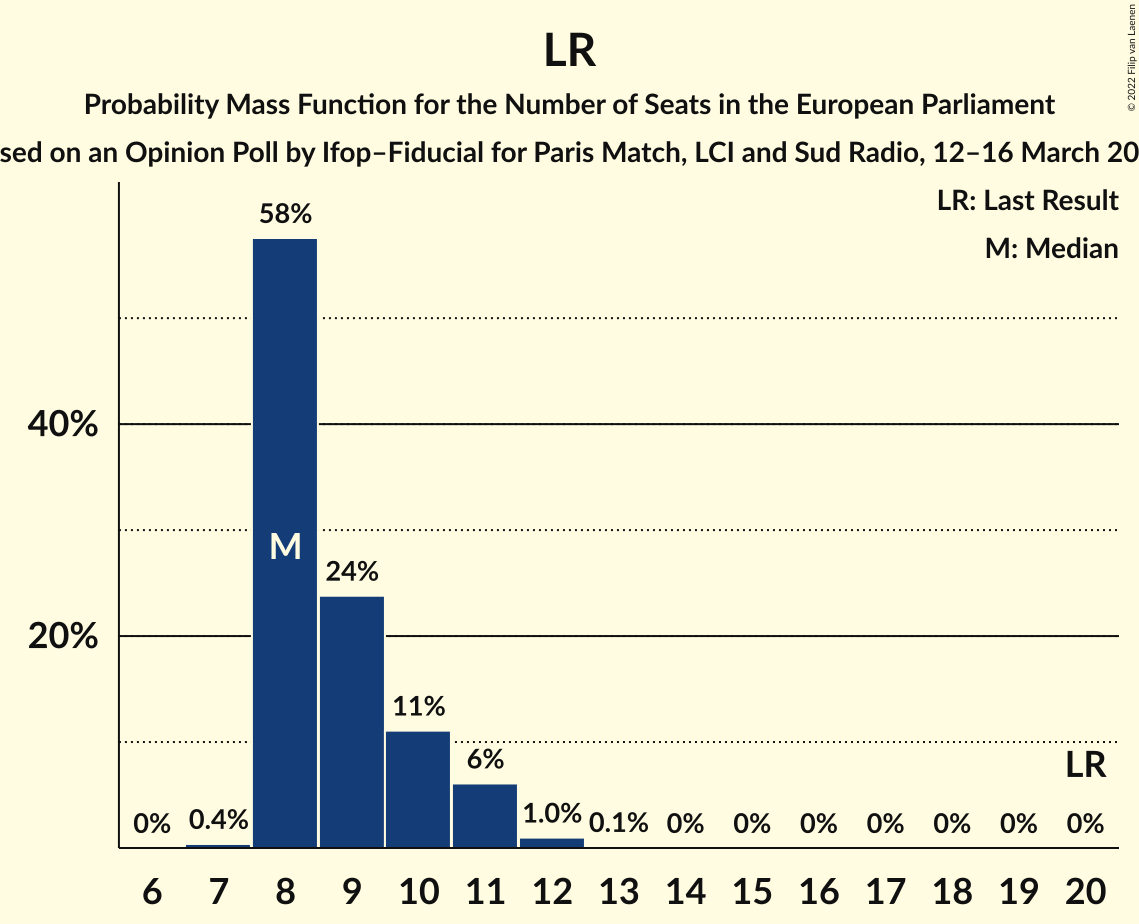 LR
Probability Mass Function for the Number of Seats in the European Parliament
sed on an Opinion Poll by Ifop–Fiducial for Paris Match, LCI and Sud Radio, 12–16 March 20
© 2022 Filip van Laenen
LR: Last Result
M: Median
58%
40%
M
24%
20%
11%
6%
LR
0% 0.4% 1.0% 0.1% 0% 0% 0% 0% 0% 0% 0%
6 7 8 9 10 11 12 13 14 15 16 17 18 19 20